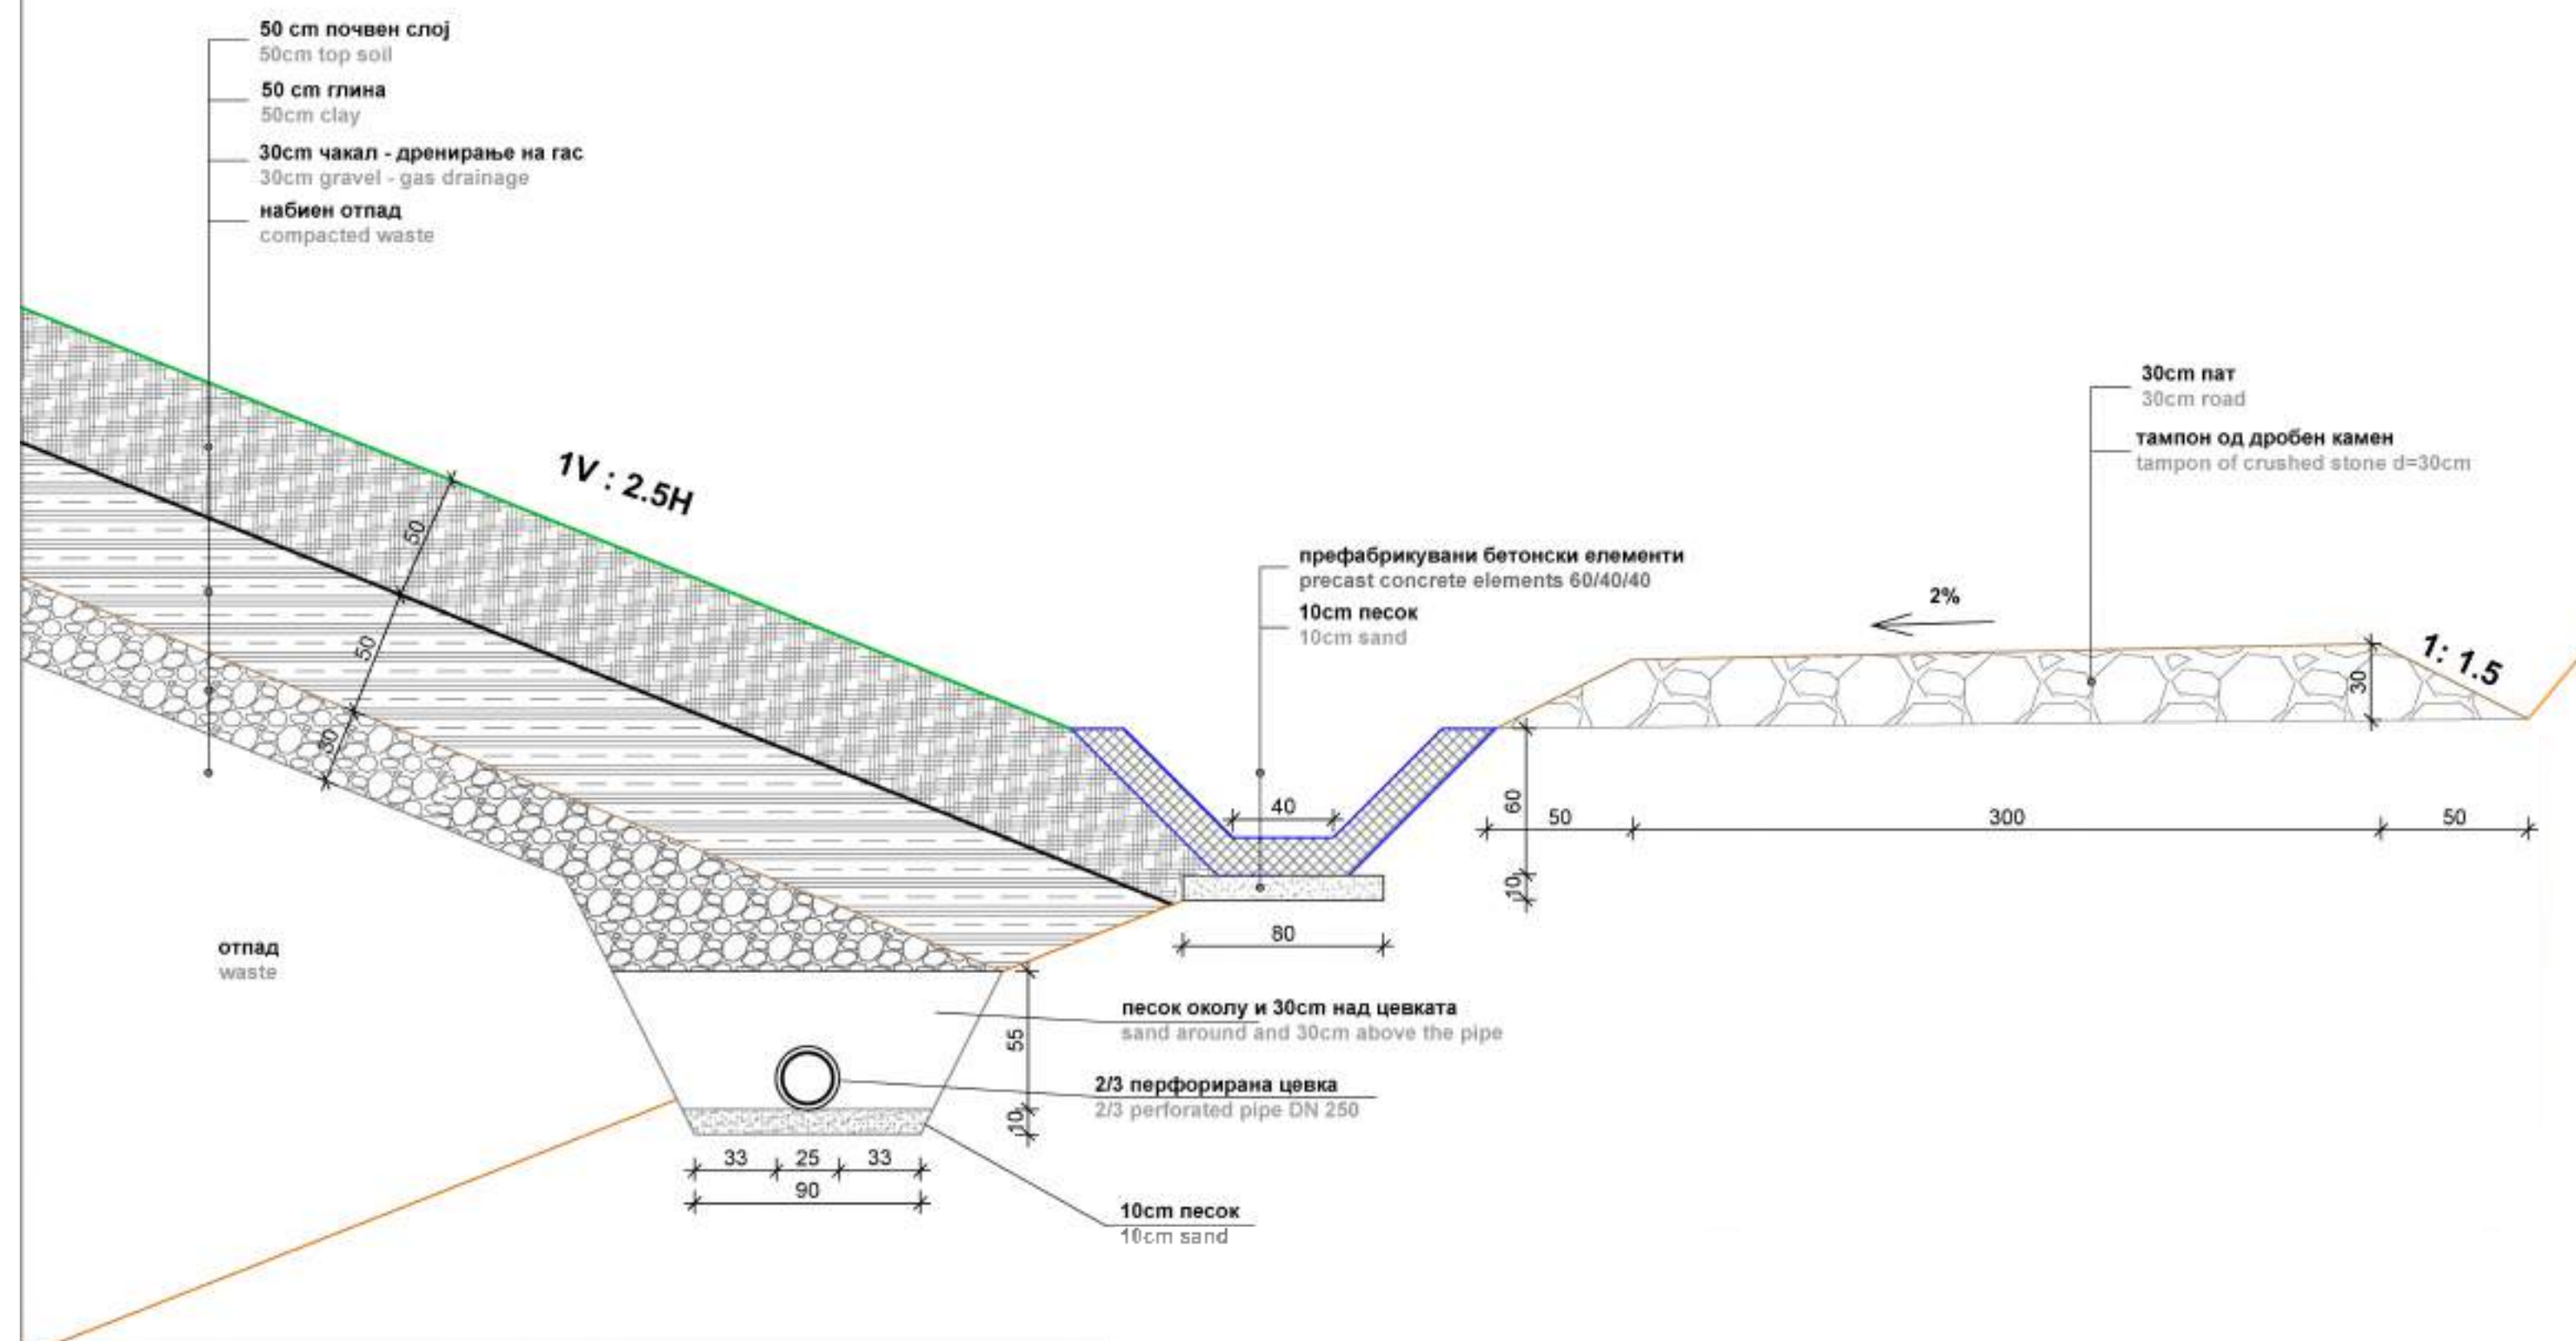 50 cm почвен слој
50cm top soil
50 cm глина
50cm clay
30cm чакал - дренирање на гас
30cm gravel - gas drainage
набиен отпад
compacted waste
1V : 2.5H
50
50
30
отпад
waste
префабрикувани бетонски елементи
precast concrete elements 60/40/40
10cm песок
10cm sand
40
80
60
10
30cm пат
30cm road
тампон од дробен камен
tampon of crushed stone d=30cm
2%
1: 1.5
30
50
300
50
песок околу и 30cm над цевката
sand around and 30cm above the pipe
2/3 перфорирана цевка
2/3 perforated pipe DN 250
55
10
33
25
33
90
10cm песок
10cm sand